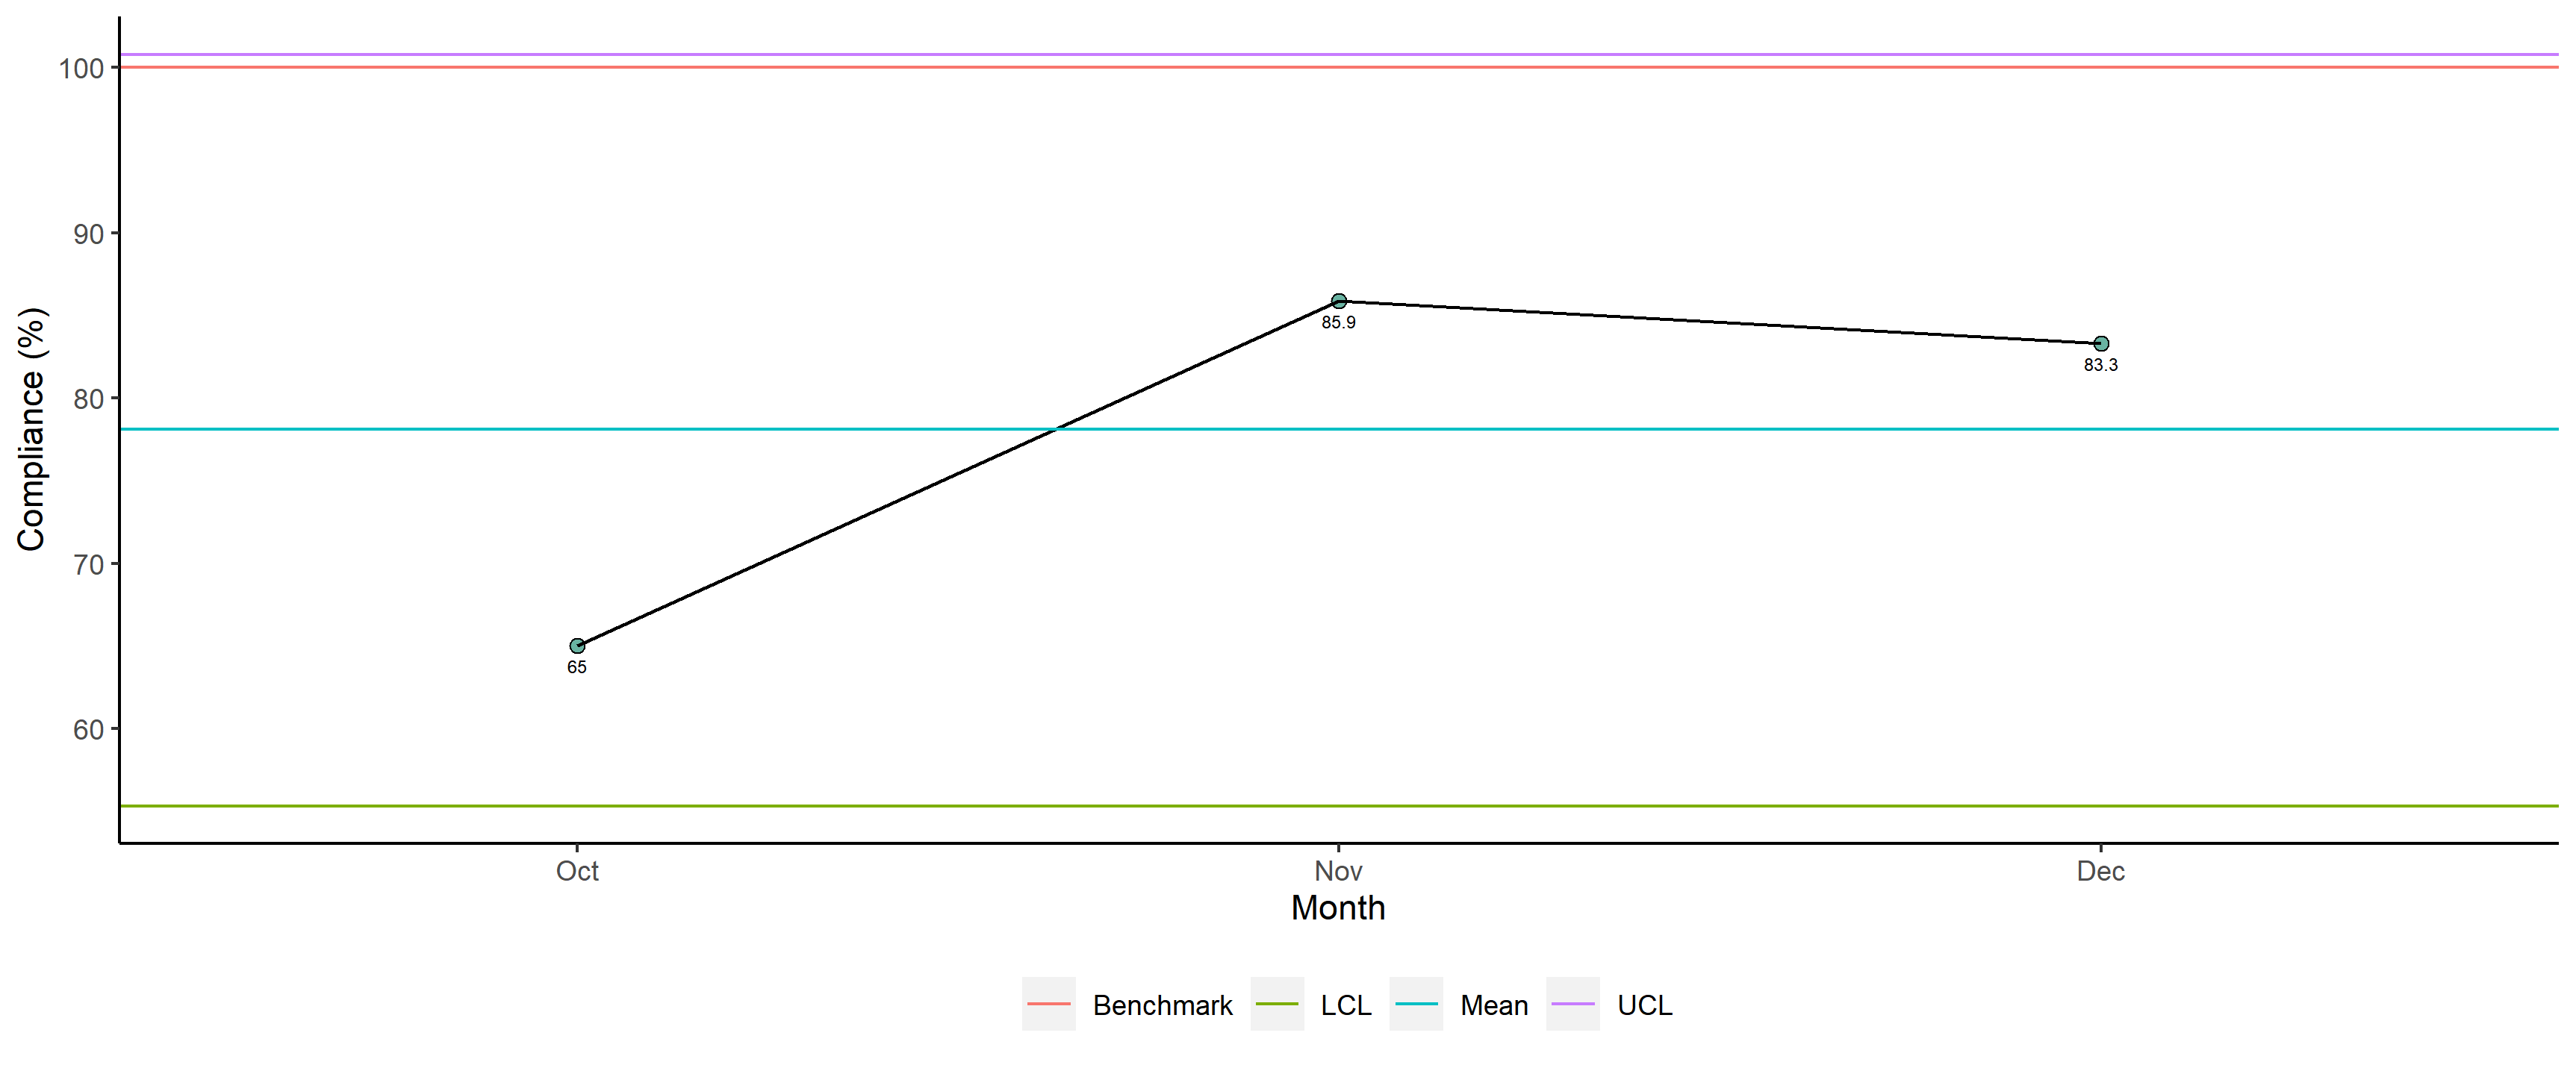 Compliance (%)
100
90
80
70
60
65
85.9
83.3
Oct Nov Dec
Month
Benchmark LCL Mean UCL